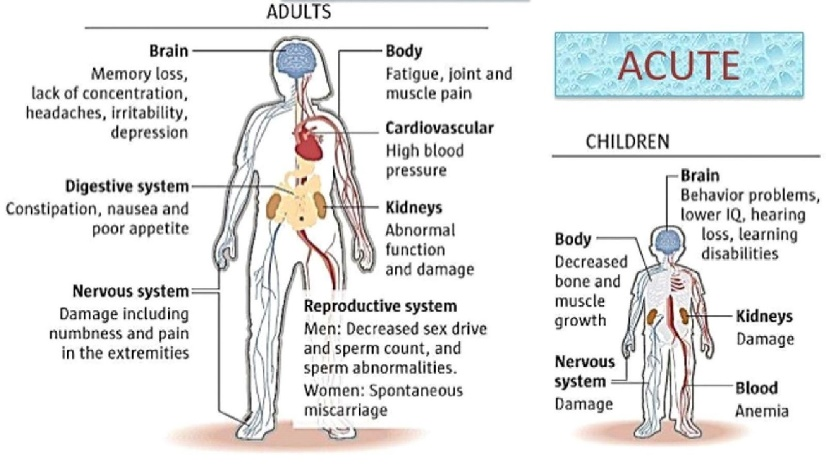 ADULTS
Brain
Memory loss,
lack of concentration,
headaches, irritability,
depression
Body
Fatigue, joint and
muscle pain
Cardiovascular
High blood
pressure
Digestive system
Constipation, nausea and
poor appetite
Kidneys
Abnormal
function
and damage
Nervous system
Damage including
numbness and pain
in the extremities
Reproductive system
Men: Decreased sex drive
and sperm count, and
sperm abnormalities.
Women: Spontaneous
miscarriage
ACUTE
CHILDREN
Brain
Behavior problems,
lower IQ, hearing
loss, learning
disabilities
Body
Decreased
bone and
muscle
growth
Kidneys
Damage
Nervous
system
Damage
Blood
Anemia